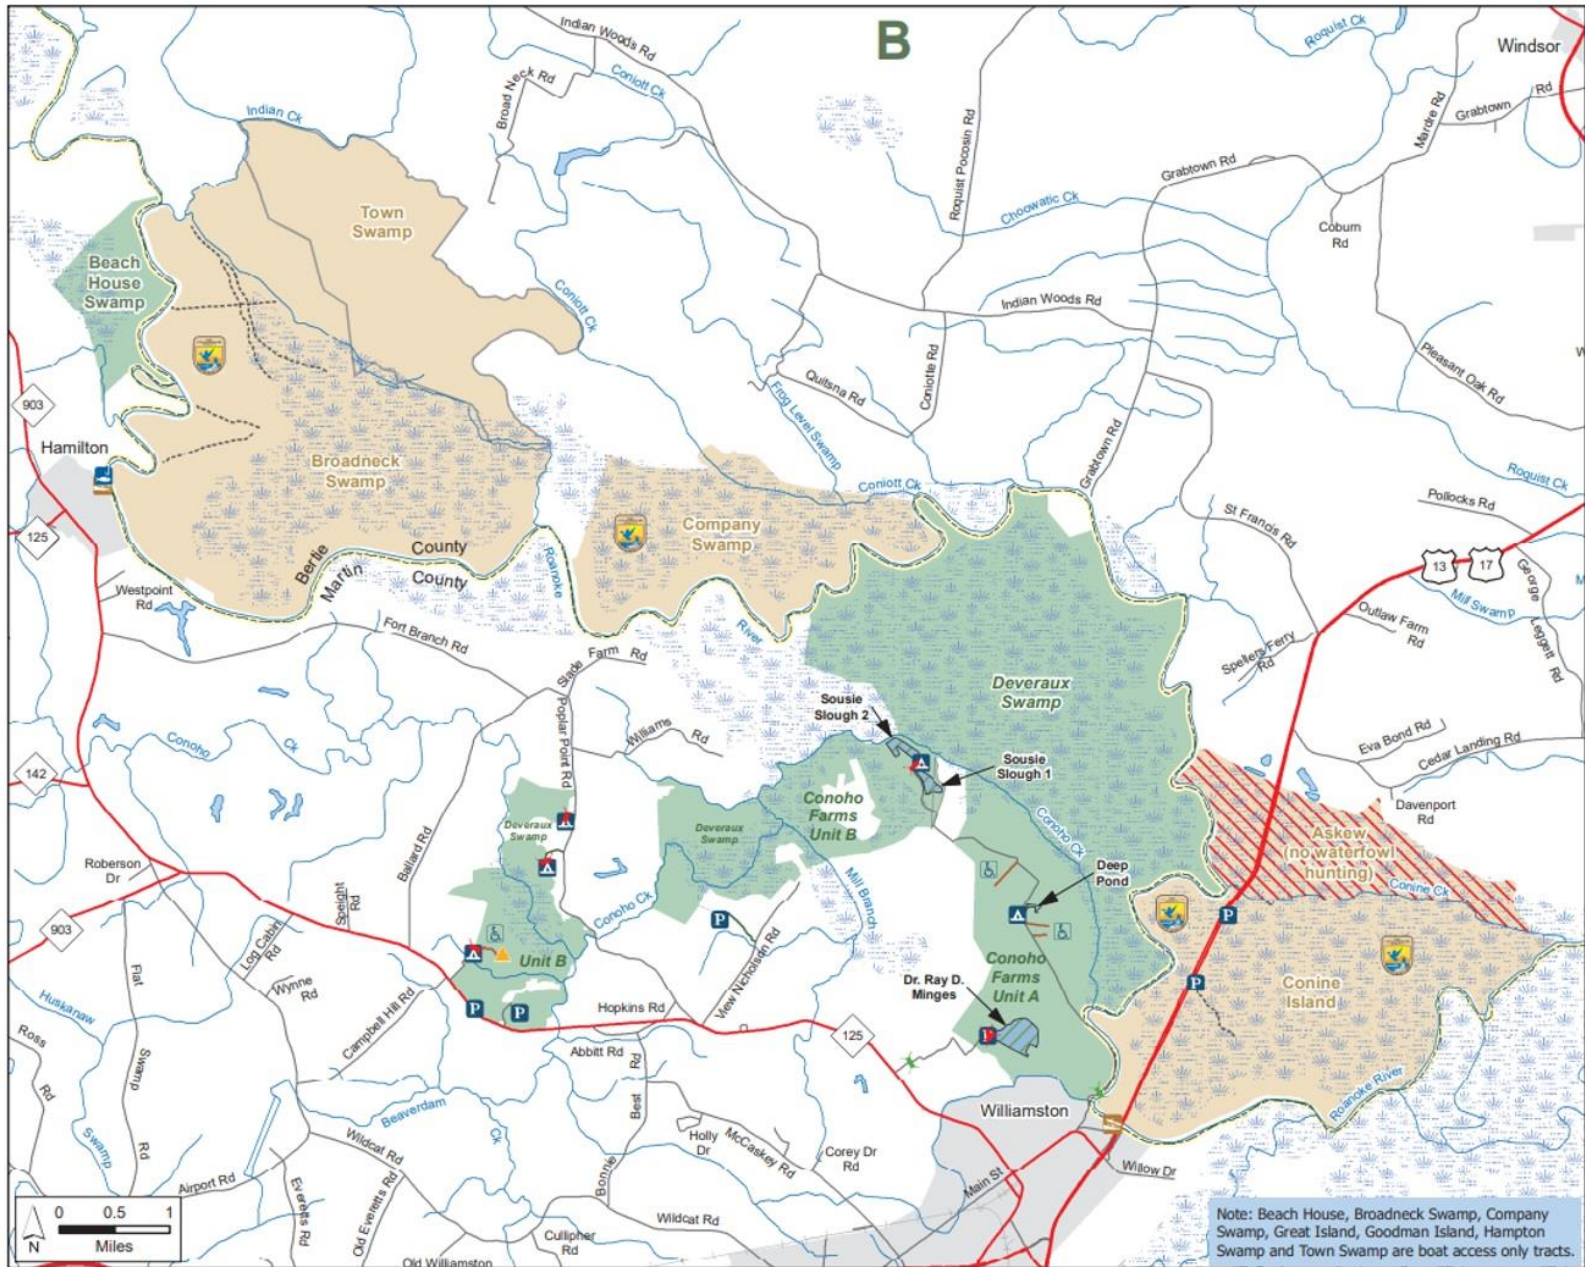 B
Indian Woods Rd
Roquist Ck
Windsor
Broad Neck Rd
Coniott Ck
Mardre Rd
Grabtown Rd
Indian Ck
Roquist Pocosin Rd
Grabtown Rd
Choowatic Ck
Town
Swamp
Coburn
Rd
Beach
House
Swamp
Coniott Ck
Indian Woods Rd
Pleasant Oak Rd
Quitsna Rd
Coniotte Rd
Frog Level Swamp
903
Hamilton
Grabtown Rd
Broadneck
Swamp
Coniott Ck
Roquist Ck
Pollocks Rd
St Francis Rd
Company
Swamp
125
Bertie County
Martin County
Roanoke
River
13
17
George Leggett Rd
Mill Swamp
Westpoint
Rd
Outlaw Farm
Rd
Fort Branch Rd
Slade Farm Rd
Spellers Ferry
Rd
Deveraux
Swamp
Sousie
Slough 2
Poplar Point Rd
Williams Rd
Conoho Ck
Eva Bond Rd
Cedar Landing Rd
Sousie
Slough 1
142
Conoho
Farms
Unit B
Davenport
Rd
Deveraux
Swamp
Deveraux
Swamp
Conoho Ck
Askew
(no waterfowl
hunting)
Ballard Rd
Roberson
Dr
Deep
Pond
Conine Ck
Mill Branch
Speight
Rd
Conoho Ck
P
P
903
Log Cabin
Rd
Unit B
View Nicholson Rd
Conoho
Farms
Unit A
Flat Swamp Rd
Wynne
Rd
Dr. Ray D.
Minges
P
Conine
Island
Huskanaw
Swamp
Campbell Hill Rd
P
P
Hopkins Rd
Ross
Rd
125
Abbitt Rd
Best Rd
Roanoke River
Beaverdam
Ck
Williamston
Wildcat Rd
Holly
Dr
McCaskey Rd
Corey Dr
Rd
Willow Dr
Airport Rd
Bonnie
Main St
Everetts Rd
Old Everetts Rd
Wildcat Rd
Cullipher
Rd
Old Williamston
N
0 0.5 1
Miles
Note: Beach House, Broadneck Swamp, Company
Swamp, Great Island, Goodman Island, Hampton
Swamp and Town Swamp are boat access only tracts.